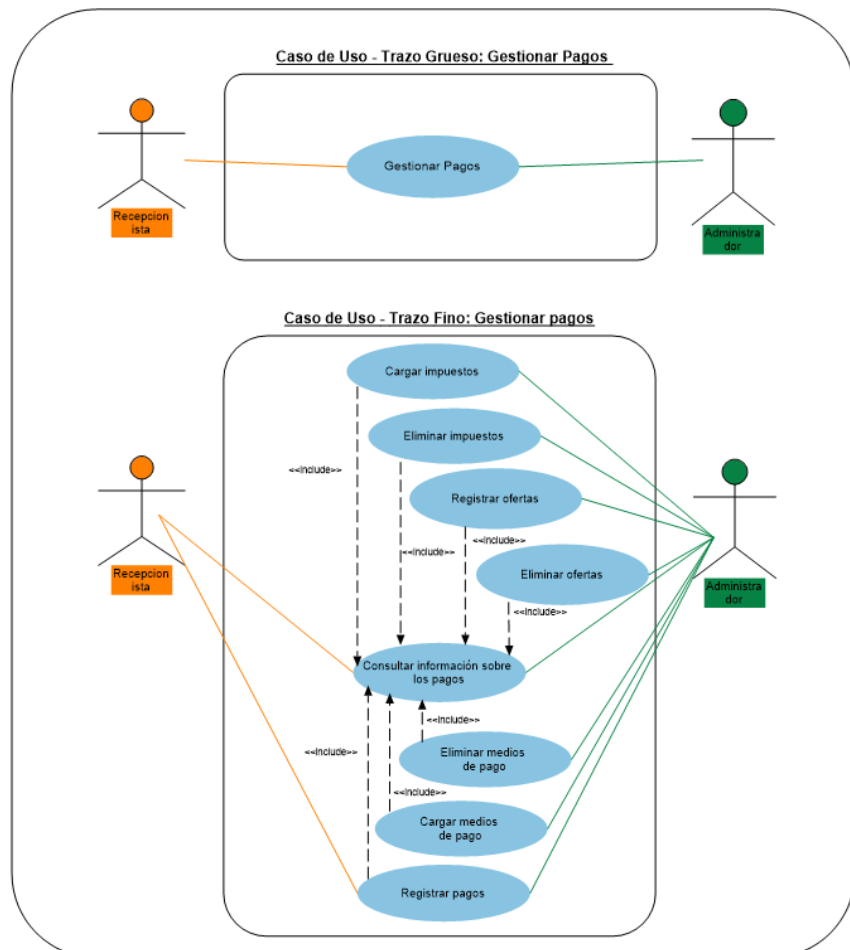 Caso de Uso - Trazo Grueso: Gestionar Pagos
Gestionar Pagos
Recepcion
ista
Administra
dor
Caso de Uso - Trazo Fino: Gestionar pagos
Cargar impuestos
Eliminar impuestos
<<Include>>
Registrar ofertas
<<Include>>
<<Include>>
Eliminar ofertas
Recepcion
ista
Administra
dor
<<Include>>
Consultar información sobre
los pagos
<<Include>>
<<Include>>
Eliminar medios
de pago
<<Include>>
Cargar medios
de pago
Registrar pagos